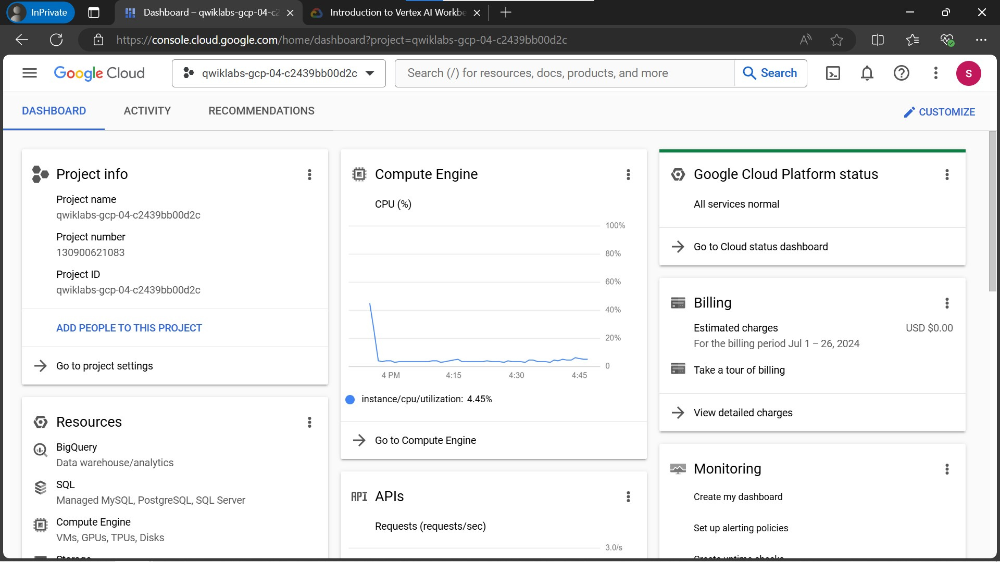 InPrivate
Dashboard – qwiklabs-gcp-04-c2
Introduction to Vertex AI Workbe
https://console.cloud.google.com/home/dashboard?project=qwiklabs-gcp-04-c2439bb00d2c
Google Cloud
qwiklabs-gcp-04-c2439bb00d2c
Search (/) for resources, docs, products, and more
Search
S
DASHBOARD
ACTIVITY
RECOMMENDATIONS
CUSTOMIZE
Project info
Project name
qwiklabs-gcp-04-c2439bb00d2c
Project number
130900621083
Project ID
qwiklabs-gcp-04-c2439bb00d2c
ADD PEOPLE TO THIS PROJECT
Go to project settings
Resources
BigQuery
Data warehouse/analytics
SQL
Managed MySQL, PostgreSQL, SQL Server
Compute Engine
VMs, GPUs, TPUs, Disks
Storage
Compute Engine
CPU (%)
100%
80%
60%
40%
20%
0
4 PM
4:15
4:30
4:45
instance/cpu/utilization: 4.45%
Go to Compute Engine
API APIs
Requests (requests/sec)
3.0/s
Google Cloud Platform status
All services normal
Go to Cloud status dashboard
Billing
Estimated charges
USD $0.00
For the billing period Jul 1 – 26, 2024
Take a tour of billing
View detailed charges
Monitoring
Create my dashboard
Set up alerting policies
Create uptime checks